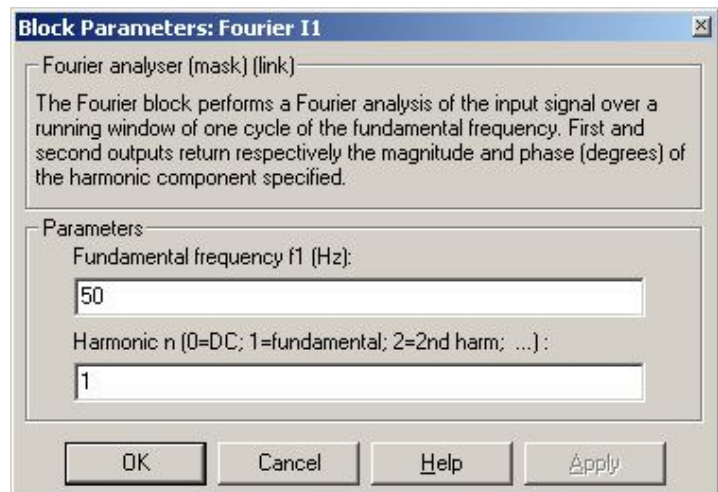 Block Parameters: Fourier I1
Fourier analyser (mask) (link)
The Fourier block performs a Fourier analysis of the input signal over a
running window of one cycle of the fundamental frequency. First and
second outputs return respectively the magnitude and phase (degrees) of
the harmonic component specified.
Parameters
Fundamental frequency f1 (Hz):
50
Harmonic n (0=DC; 1=fundamental; 2=2nd harm; ...) :
1
OK Cancel Help Apply